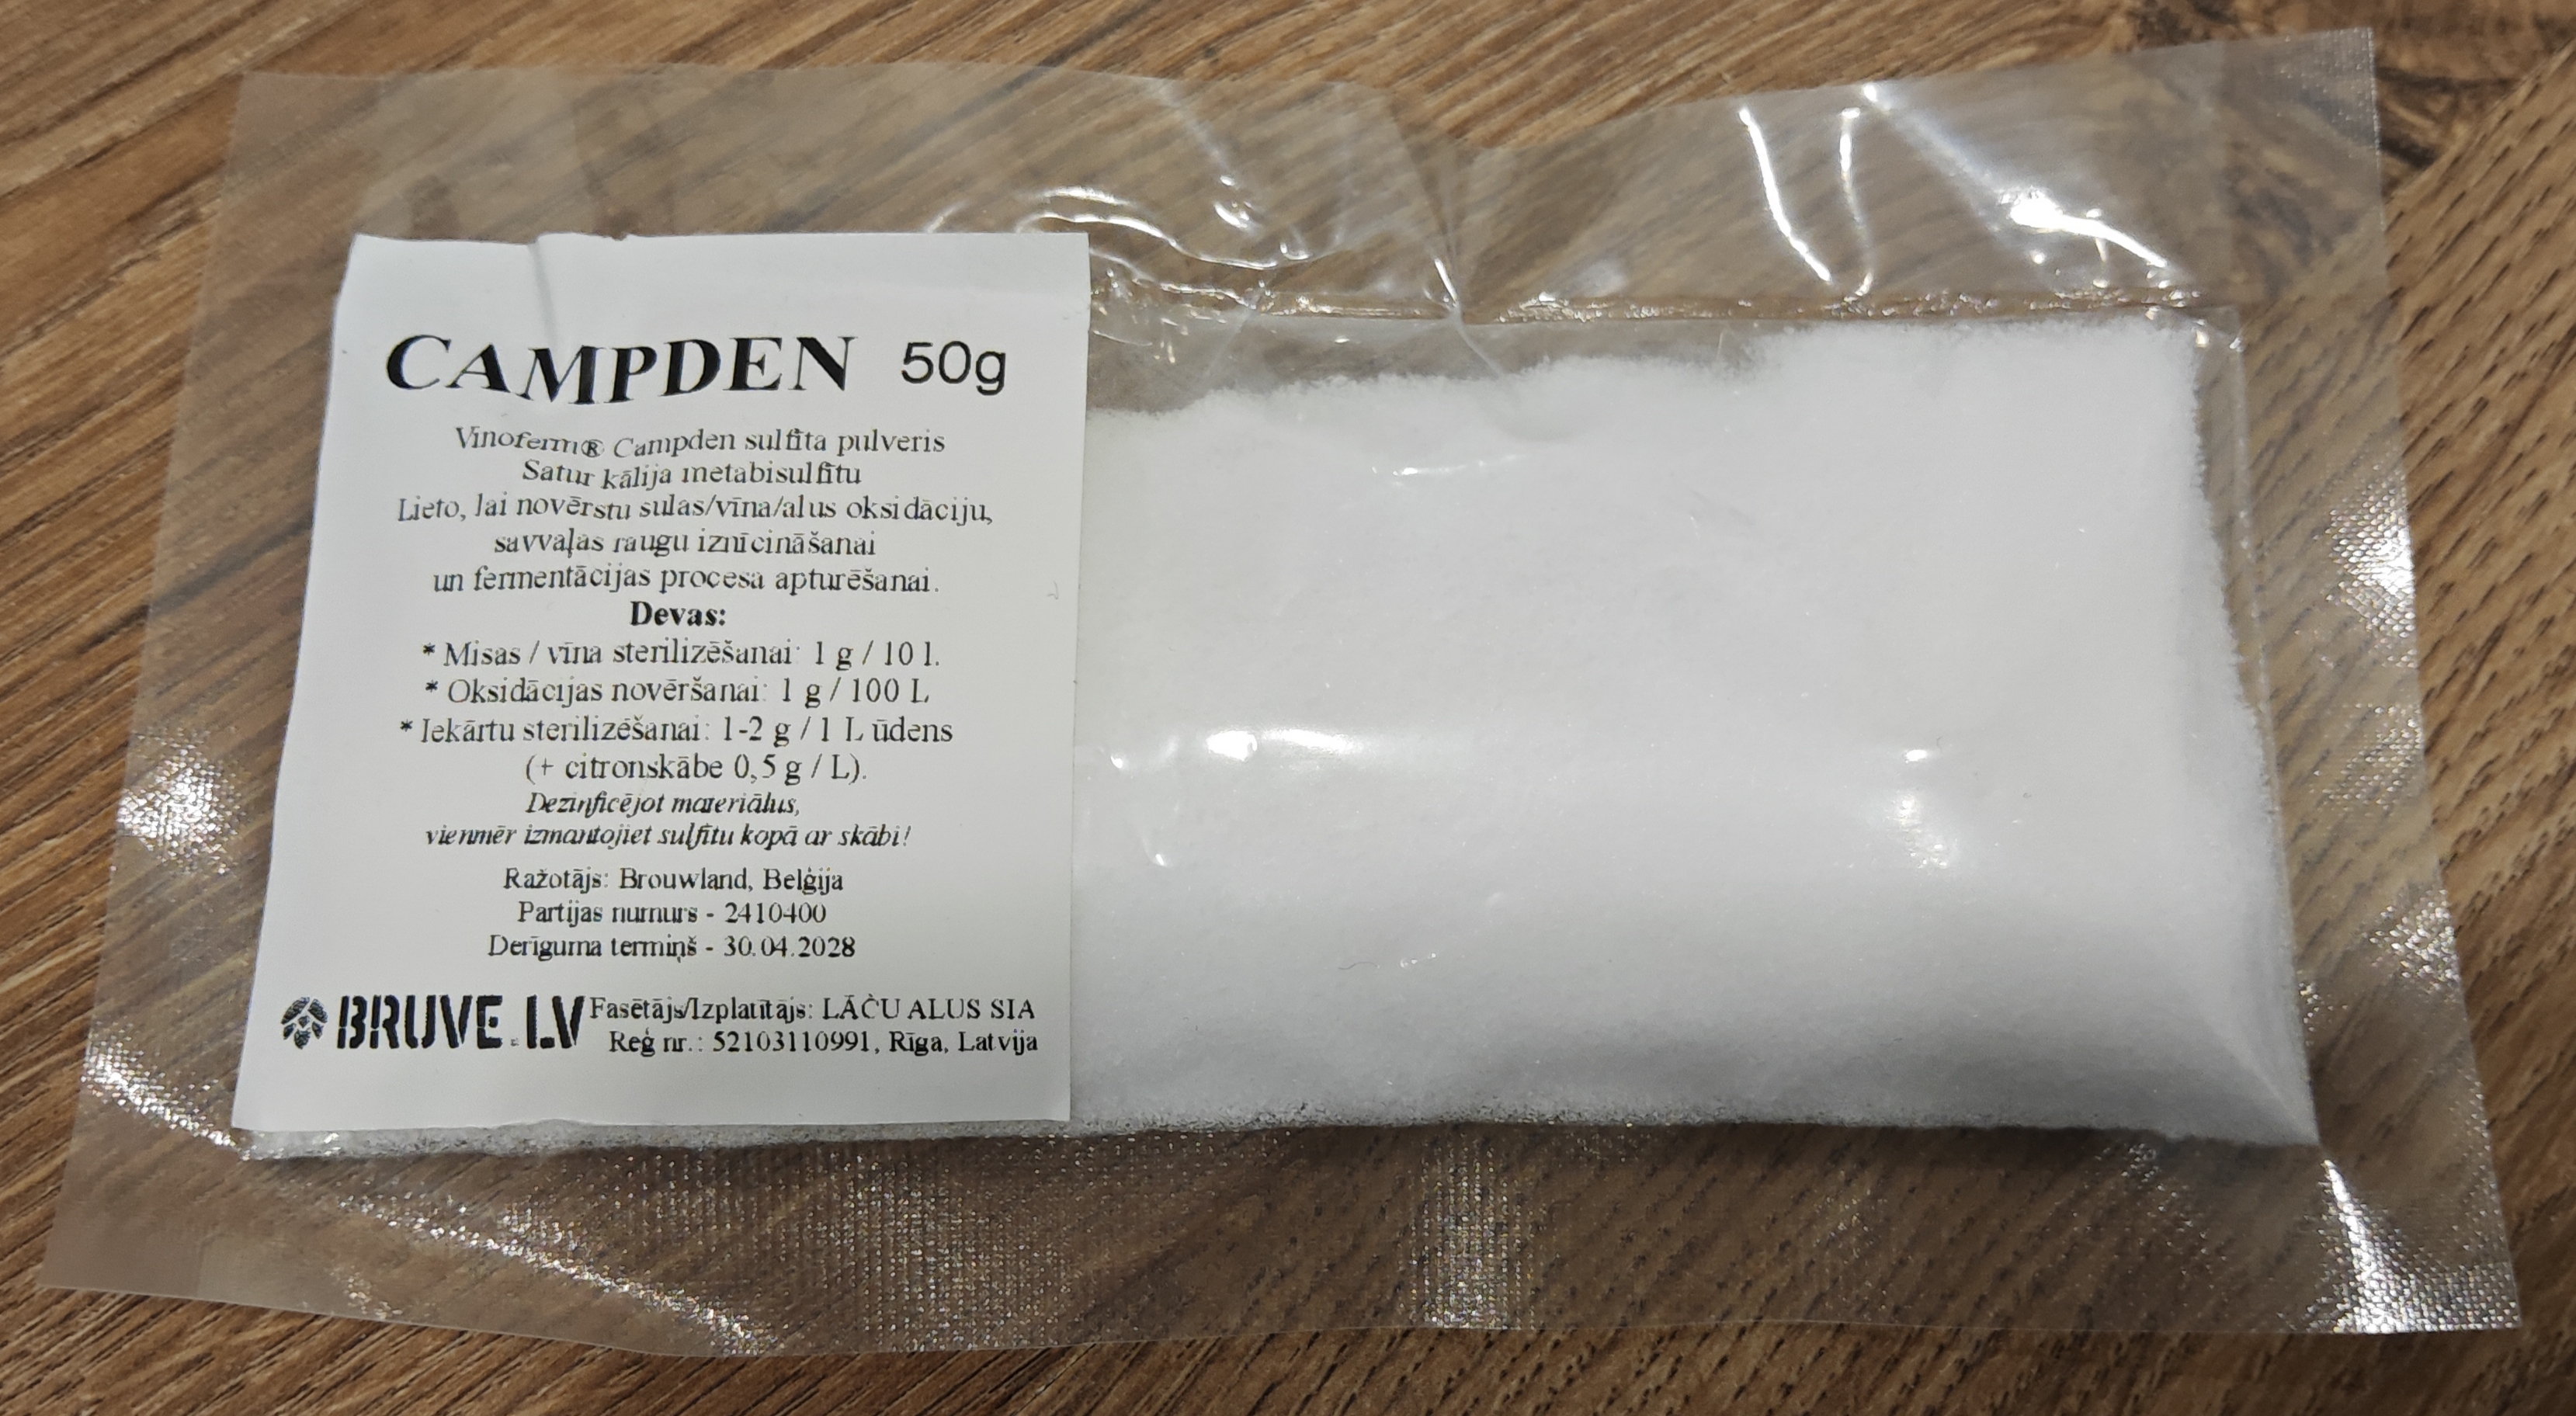 CAMPDEN 50g
Vinoferm® Campden sulfīta pulveris
Satur kālija metabisulfītu
Lieto, lai novērstu sulas/vīna/alus oksidāciju,
savvaļas raugu iznīcināšanai
un fermentācijas procesa apturēšanai.
Devas:
* Misas / vīna sterilizēšanai: 1 g / 10 l.
* Oksidācijas novēršanai: 1 g / 100 L
* Iekārtu sterilizēšanai: 1-2 g / 1 L ūdens
(+ citronskābe 0,5 g / L).
Dezinficējot materiālus,
vienmēr izmantojiet sulfītu kopā ar skābi!
Ražotājs: Brouwland, Beļģija
Partijas numurs - 2410400
Derīguma termiņš - 30.04.2028
BRUVE.LV Fasētājs/Izplatītājs: LĀČU ALUS SIA
Reģ nr.: 52103110991, Rīga, Latvija